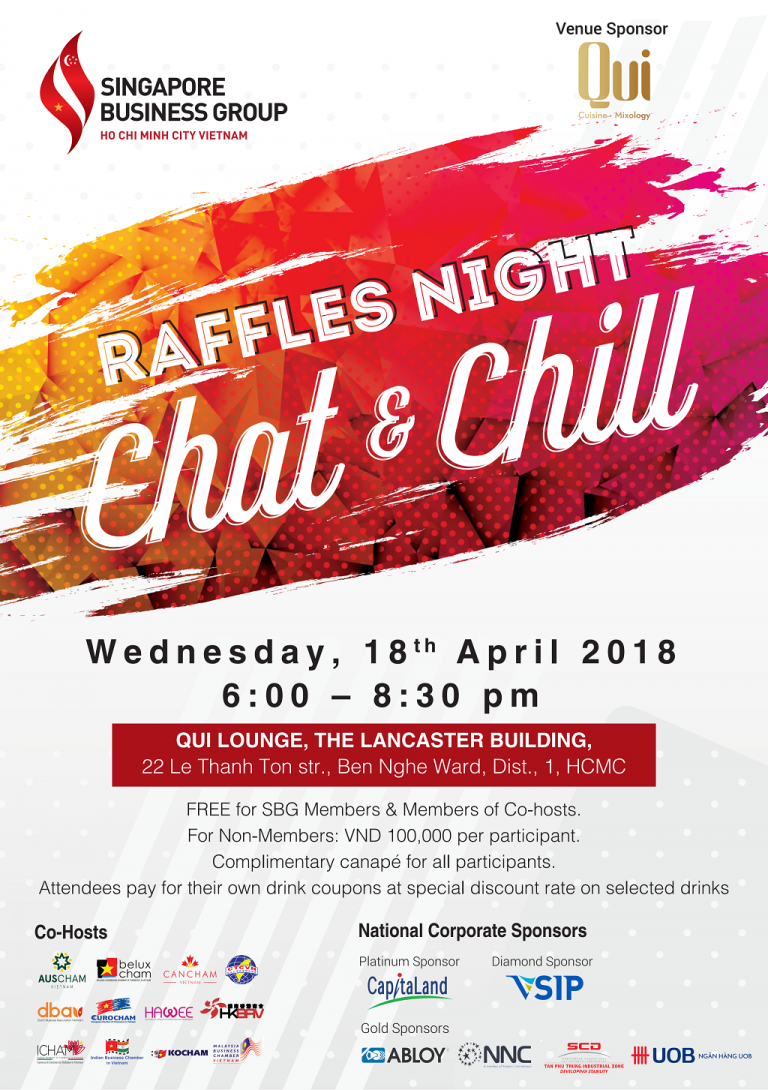 Venue Sponsor
Qui
Cuisine - Mixology
SINGAPORE
BUSINESS GROUP
HO CHI MINH CITY VIETNAM
RAFFLES NIGHT
Chat & Chill
Wednesday, 18th April 2018
6:00 – 8:30 pm
QUI LOUNGE, THE LANCASTER BUILDING,
22 Le Thanh Ton str., Ben Nghe Ward, Dist., 1, HCMC
FREE for SBG Members & Members of Co-hosts.
For Non-Members: VND 100,000 per participant.
Complimentary canapé for all participants.
Attendees pay for their own drink coupons at special discount rate on selected drinks
Co-Hosts
AUSCHAM
VIETNAM
belux
cham
CANCHAM
VIETNAM
CTCVN
dbav
EUROCHAM
HAWEE
HKBAV
ICHAM
Indian Business Chamber
in Vietnam
KOCHAM
MALAYSIA
BUSINESS
CHAMBER
VIETNAM
National Corporate Sponsors
Platinum Sponsor
CapitaLand
Diamond Sponsor
VSIP
Gold Sponsors
ABLOY
NNC
SCD
TAN PHU TRUNG INDUSTRIAL ZONE
DEVELOPING STABILITY
UOB NGÂN HÀNG UOB